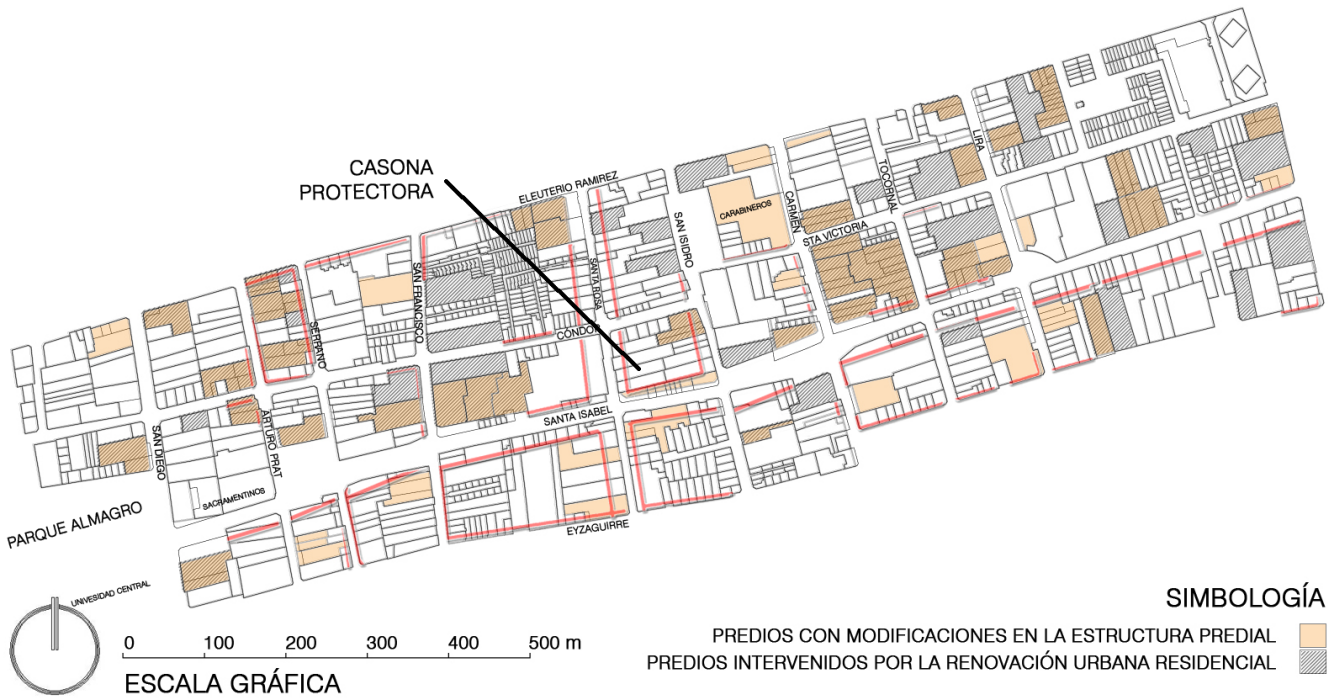 CASONA
PROTECTORA
ELEUTERIO RAMIREZ
LIRA
TOCORNAL
CARABINEROS
CARMEN
STA VICTORIA
SAN ISIDRO
SANTA ROSA
SAN FRANCISCO
CÓNDOR
SERRANO
SANTA ISABEL
ARTURO PRAT
SAN DIEGO
SACRAMENTINOS
PARQUE ALMAGRO
EYZAGUIRRE
UNIVESIDAD CENTRAL
0 100 200 300 400 500 m
ESCALA GRÁFICA
SIMBOLOGÍA
PREDIOS CON MODIFICACIONES EN LA ESTRUCTURA PREDIAL
PREDIOS INTERVENIDOS POR LA RENOVACIÓN URBANA RESIDENCIAL